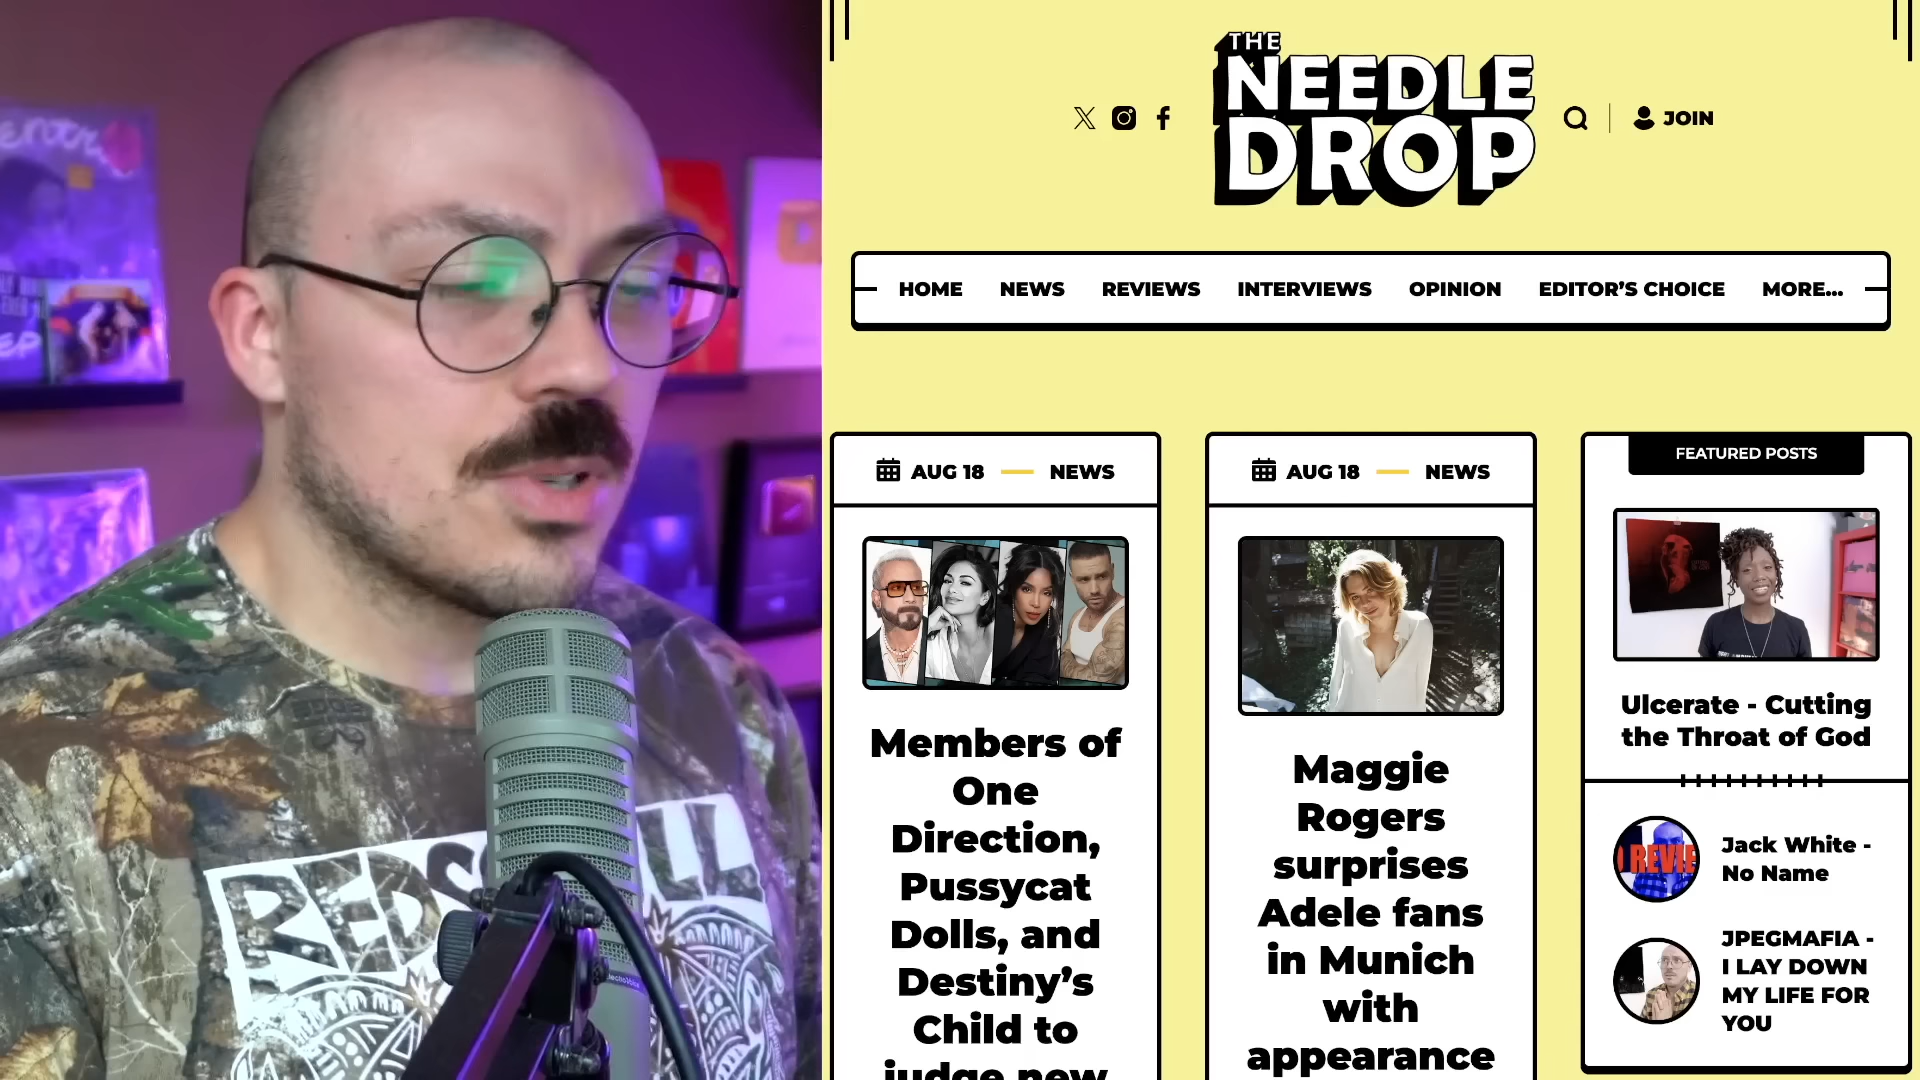 THE
NEEDLE
DROP
JOIN
HOME NEWS REVIEWS INTERVIEWS OPINION EDITOR’S CHOICE MORE...
AUG 18 NEWS
Members of
One
Direction,
Pussycat
Dolls, and
Destiny’s
Child to
judge new
AUG 18 NEWS
Maggie
Rogers
surprises
Adele fans
in Munich
with
appearance
FEATURED POSTS
Ulcerate - Cutting
the Throat of God
Jack White -
No Name
JPEGMAFIA -
I LAY DOWN
MY LIFE FOR
YOU